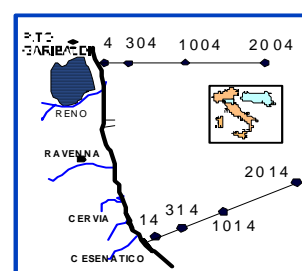 P.TO
GARIBALDI
4 304 1004 2004
RENO
RAVENNA
2014
314
1014
14
CERVIA
CESENATICO